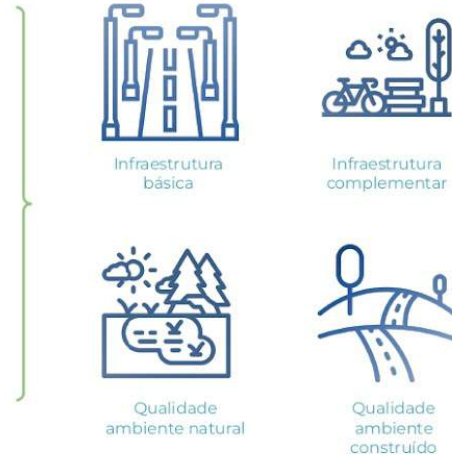 Infraestrutura
básica
Infraestrutura
complementar
Qualidade
ambiente natural
Qualidade
ambiente
construído